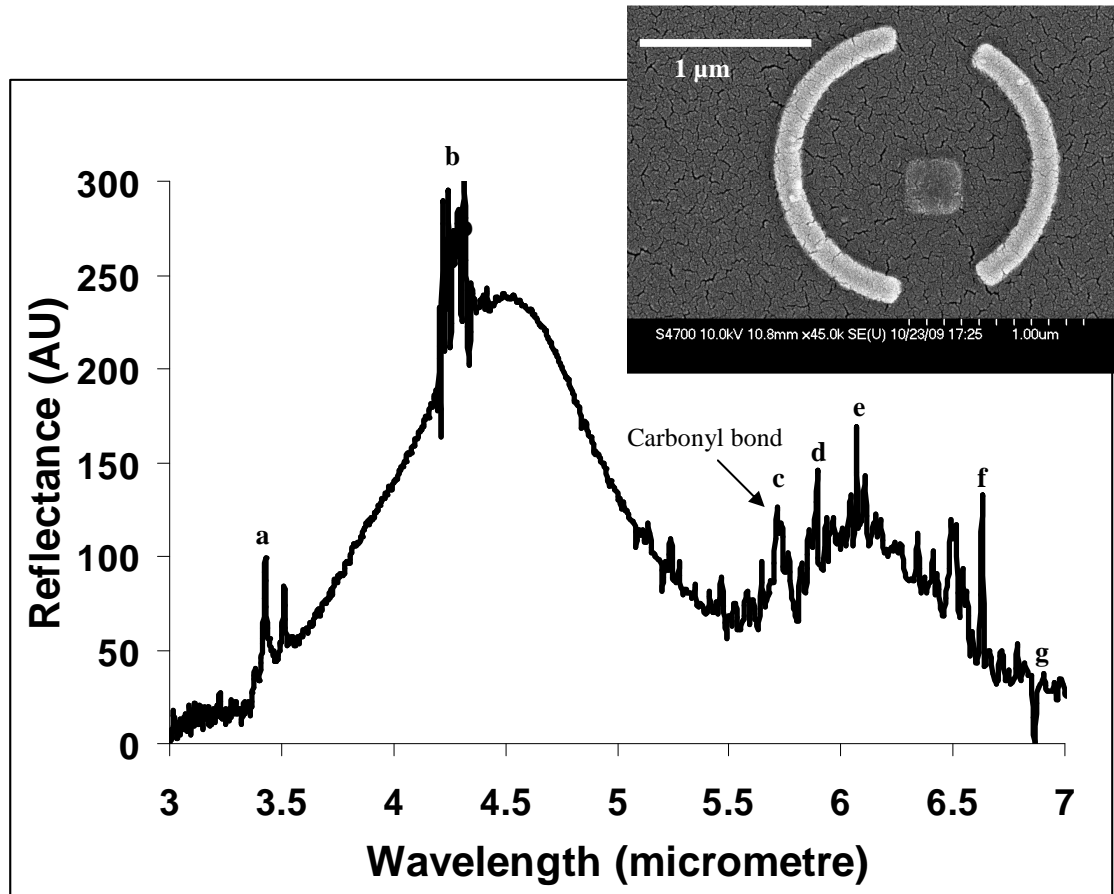 1 µm
S4700 10.0kV 10.8mm x45.0k SE(U) 10/23/09 17:25 1.00um
b
300
250
200
150
100
50
0
Reflectance (AU)
a
Carbonyl bond
c
d
e
f
g
3 3.5 4 4.5 5 5.5 6 6.5 7
Wavelength (micrometre)